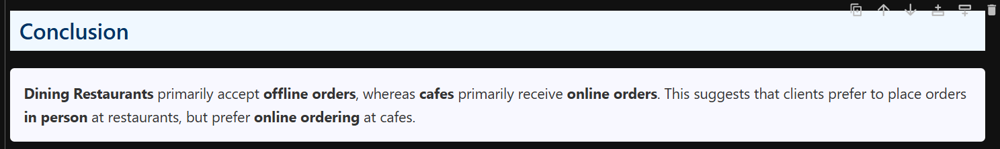 Conclusion
Dining Restaurants primarily accept offline orders, whereas cafes primarily receive online orders. This suggests that clients prefer to place orders
in person at restaurants, but prefer online ordering at cafes.